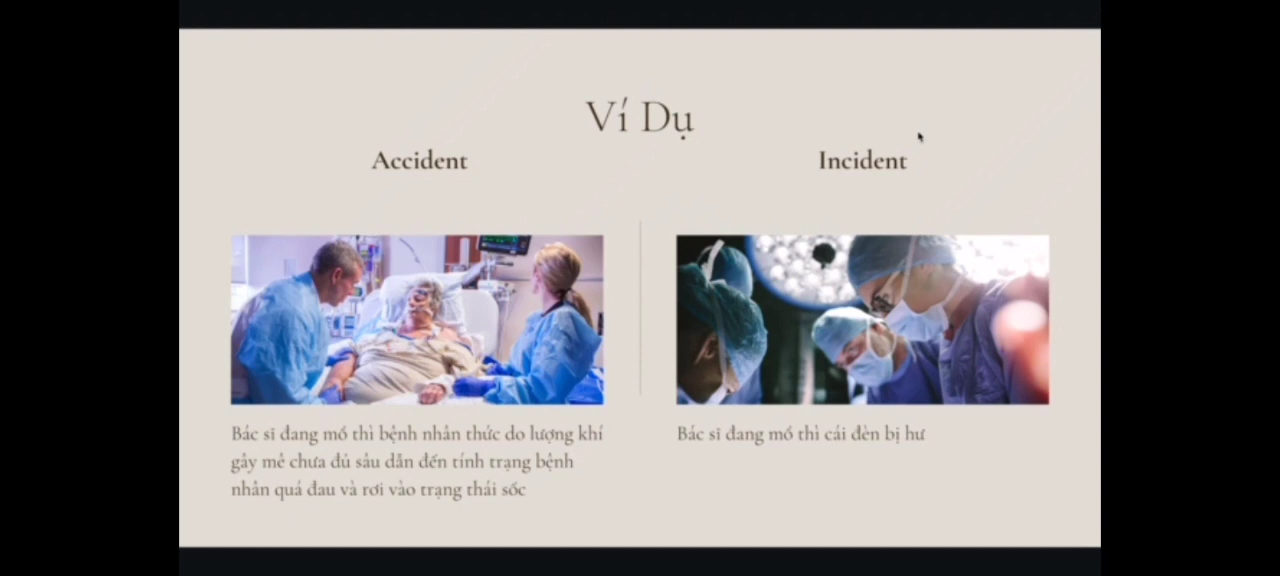 Ví Dụ
Accident
Bác sĩ đang mổ thì bệnh nhân thức do lượng khí
gây mê chưa đủ sâu dẫn đến tính trạng bệnh
nhân quá đau và rơi vào trạng thái sốc
Incident
Bác sĩ đang mổ thì cái đèn bị hư